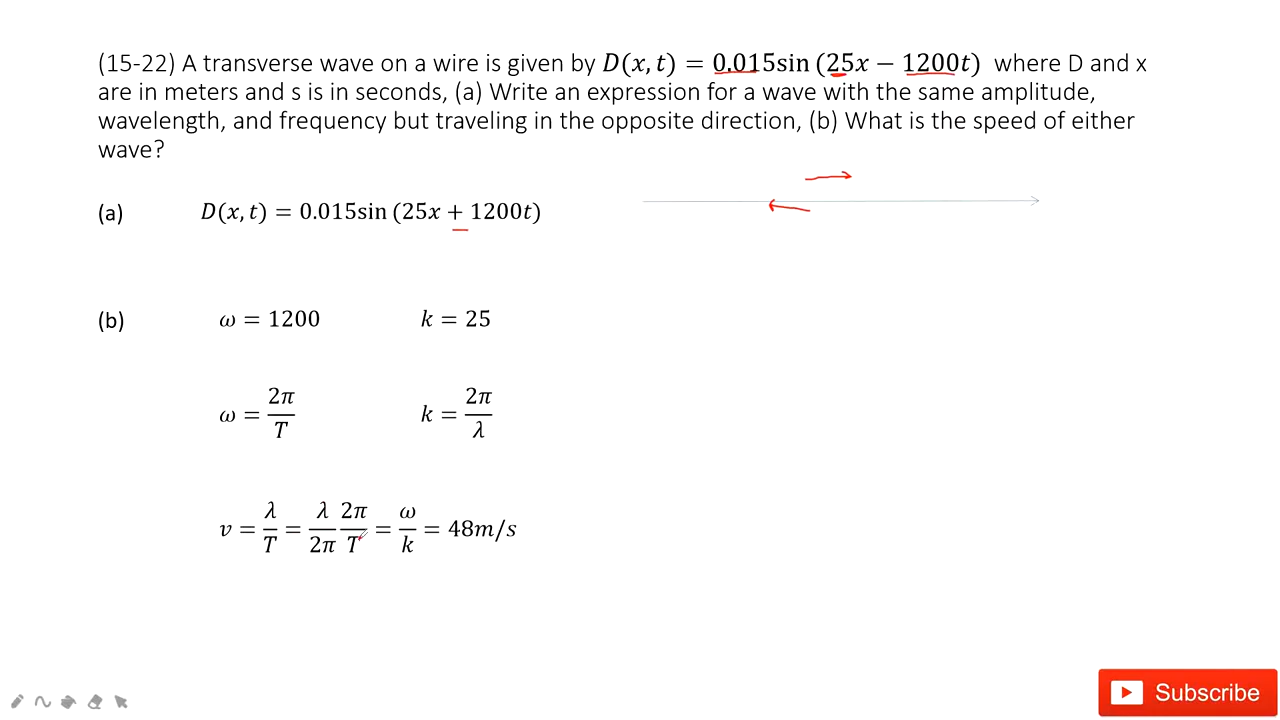 (15-22) A transverse wave on a wire is given by D(x, t) = 0.015sin (25x − 1200t) where D and x
are in meters and s is in seconds, (a) Write an expression for a wave with the same amplitude,
wavelength, and frequency but traveling in the opposite direction, (b) What is the speed of either
wave?
(a) D(x, t) = 0.015sin (25x + 1200t)
(b) ω = 1200 k = 25
ω = 2π/T k = 2π/λ
v = λ/T = λ/2π 2π/T = ω/k = 48m/s
Subscribe